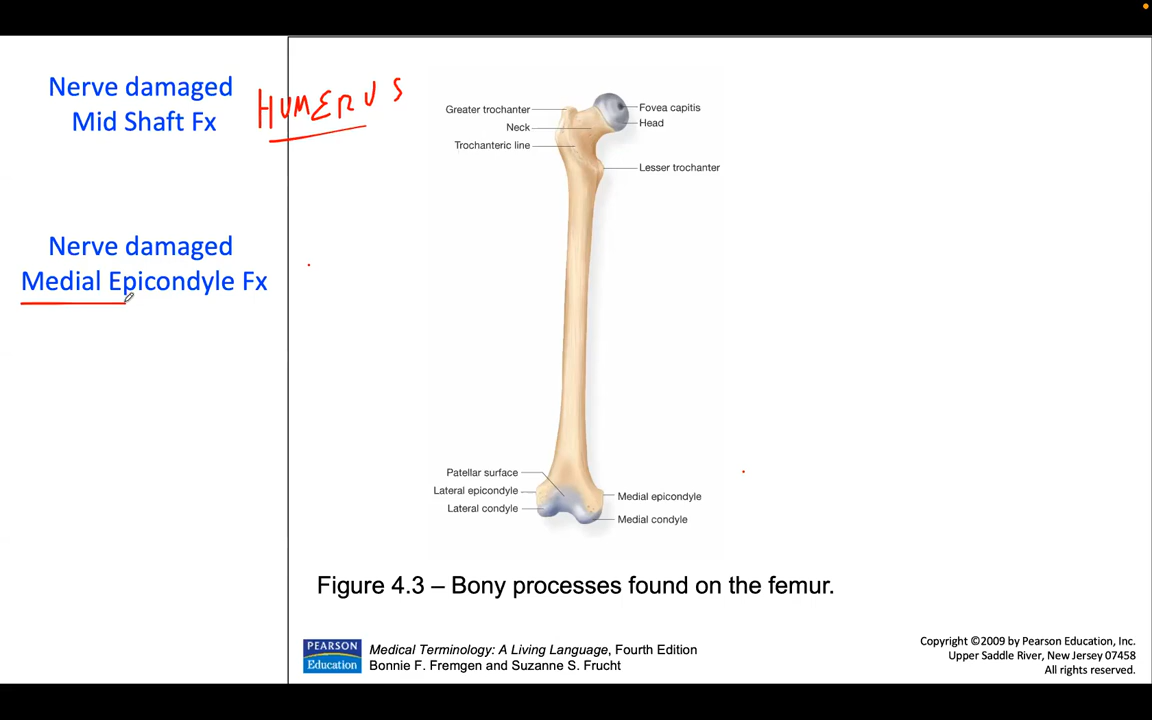 Nerve damaged
Mid Shaft Fx
HUMERUS
Nerve damaged
Medial Epicondyle Fx
Greater trochanter
Neck
Trochanteric line
Fovea capitis
Head
Lesser trochanter
Patellar surface
Lateral epicondyle
Lateral condyle
Medial epicondyle
Medial condyle
Figure 4.3 – Bony processes found on the femur.
PEARSON
Education
Medical Terminology: A Living Language, Fourth Edition
Bonnie F. Fremgen and Suzanne S. Frucht
Copyright ©2009 by Pearson Education, Inc.
Upper Saddle River, New Jersey 07458
All rights reserved.